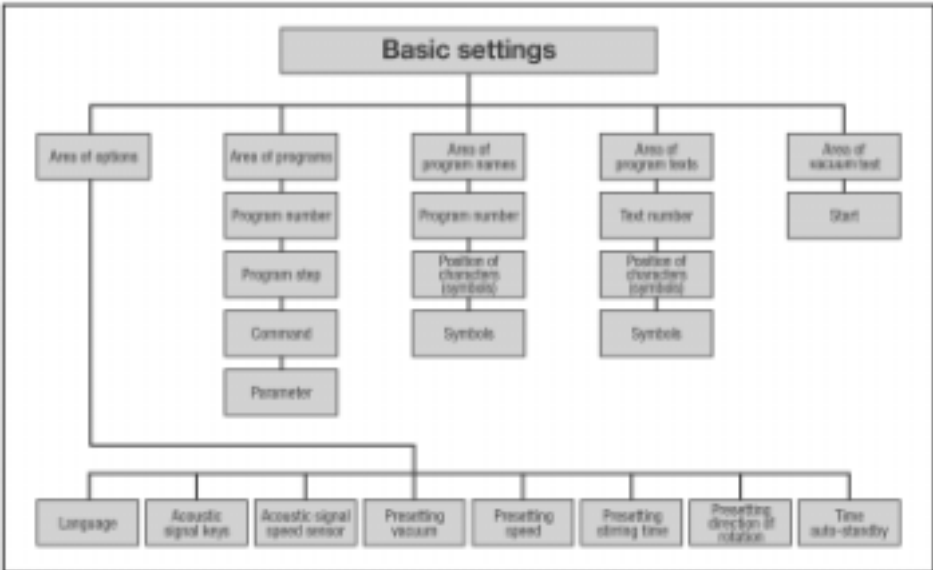 Basic settings
Area of options
Area of programs
Area of
program names
Area of
program texts
Area of
vacuum test
Program number
Program number
Text number
Start
Program step
Position of
characters
(symbols)
Position of
characters
(symbols)
Command
Symbols
Symbols
Parameter
Language
Acoustic
signal keys
Acoustic signal
speed sensor
Presetting
vacuum
Presetting
speed
Presetting
stirring time
Presetting
direction of
rotation
Time
auto-standby